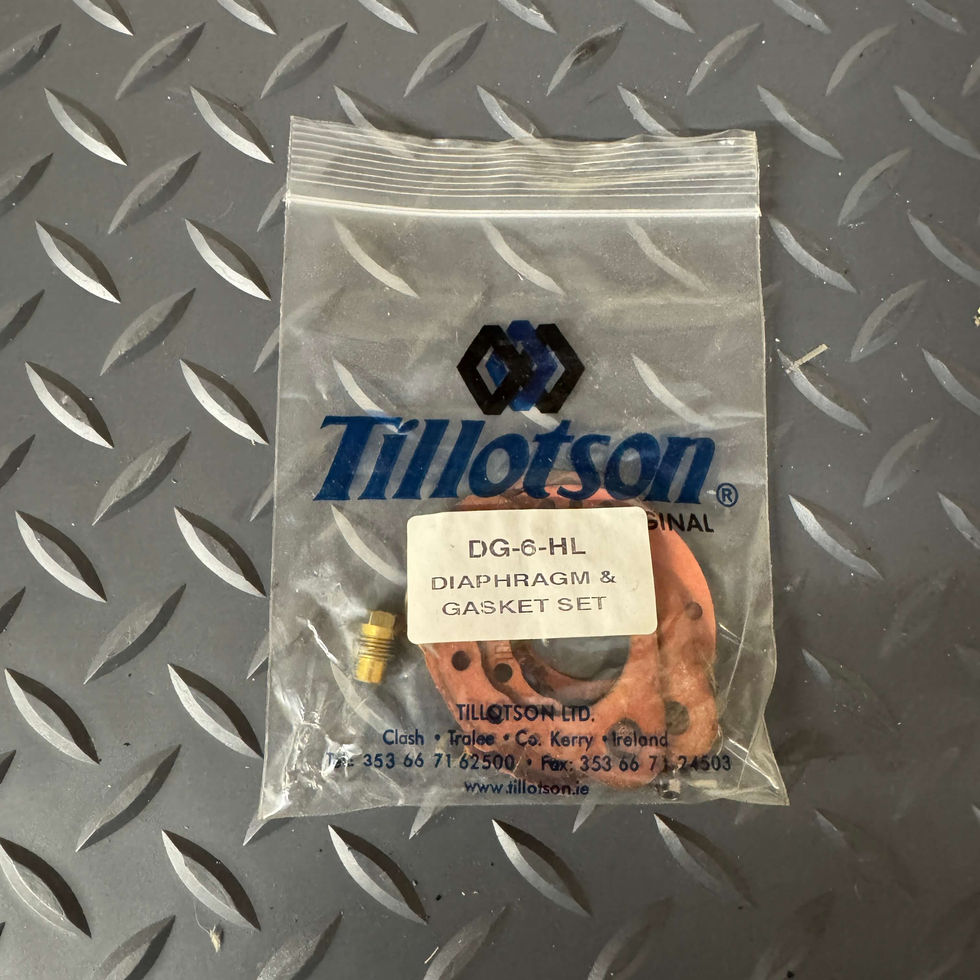 Tillotson®
DG-6-HL
DIAPHRAGM &
GASKET SET
TILLOTSON LTD.
Clash • Tralee • Co. Kerry • Ireland
Tel: 353 66 71 62500 • Fax: 353 66 71 24503
www.tillotson.ie